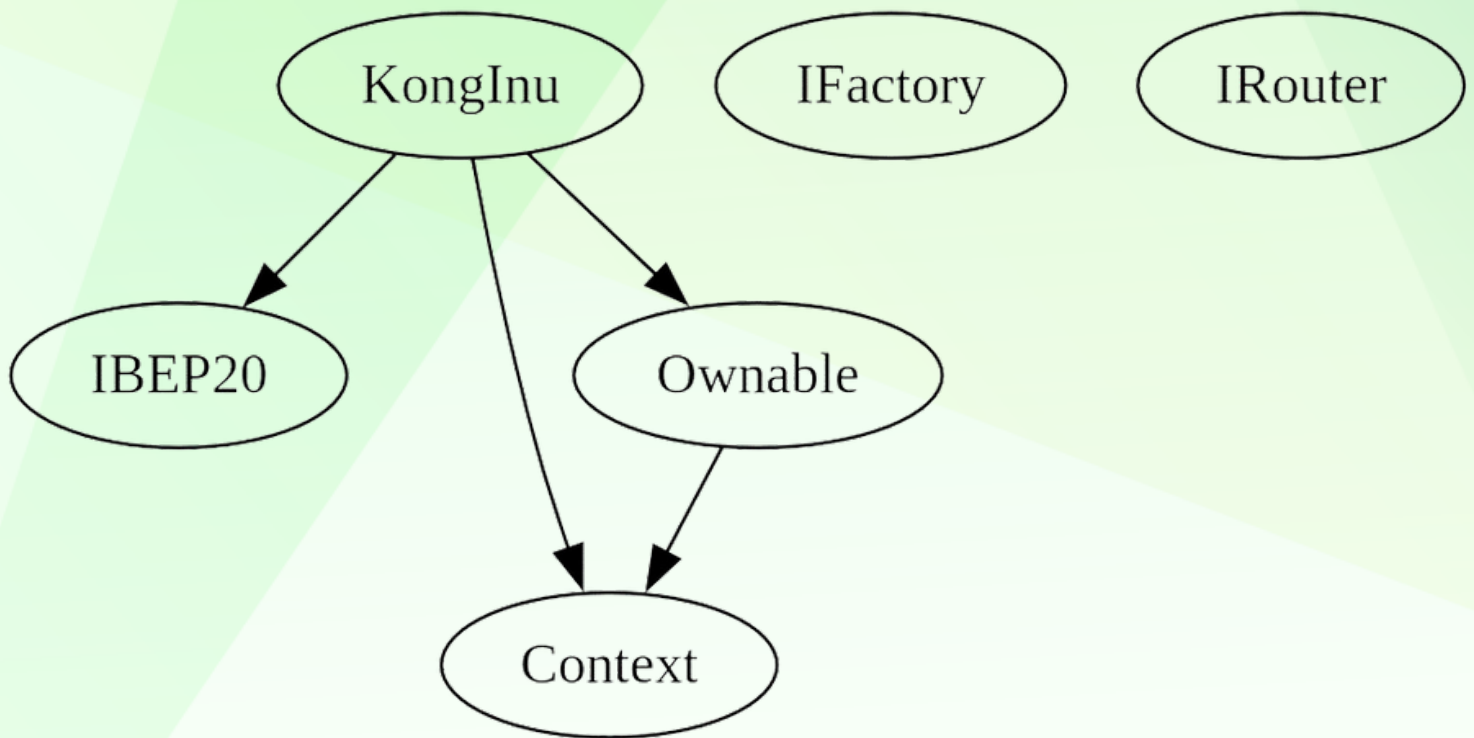 KongInu
IFactory
IRouter
IBEP20
Ownable
Context